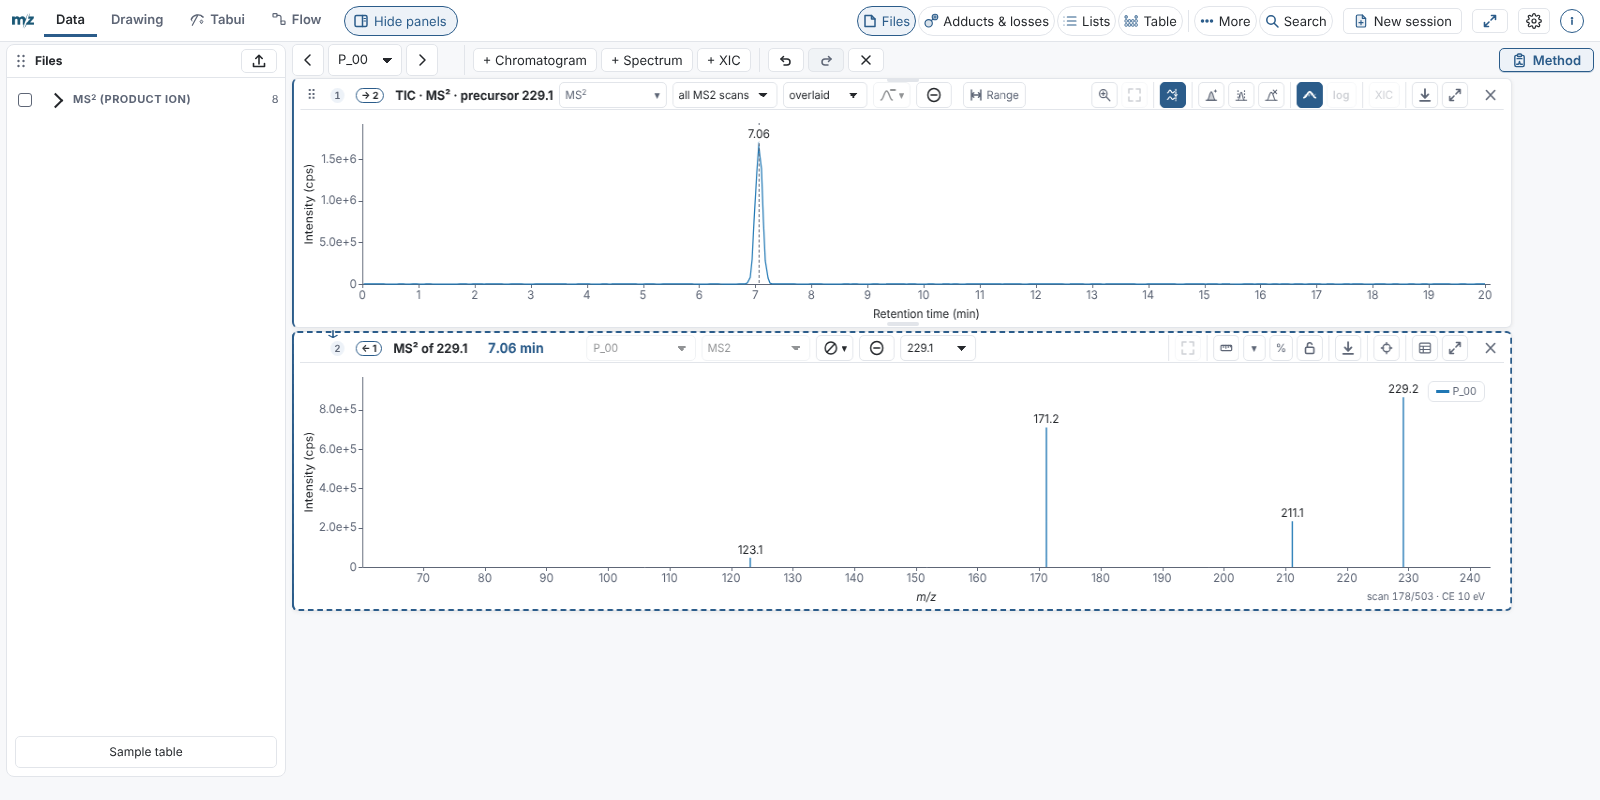 mz Data Drawing Tabui Flow Hide panels Files Adducts & losses Lists Table More Search New session
Files
P_00 + Chromatogram + Spectrum + XIC Method
MS² (PRODUCT ION) 8
1 → 2 TIC · MS² · precursor 229.1 MS² all MS2 scans overlaid Range log XIC
7.06
Intensity (cps)
1.5e+6
1.0e+6
5.0e+5
0
0 1 2 3 4 5 6 7 8 9 10 11 12 13 14 15 16 17 18 19 20
Retention time (min)
2 ← 1 MS² of 229.1 7.06 min P_00 MS2 229.1 %
229.2 P_00
171.2
211.1
123.1
Intensity (cps)
8.0e+5
6.0e+5
4.0e+5
2.0e+5
0
70 80 90 100 110 120 130 140 150 160 170 180 190 200 210 220 230 240
m/z
scan 178/503 · CE 10 eV
Sample table